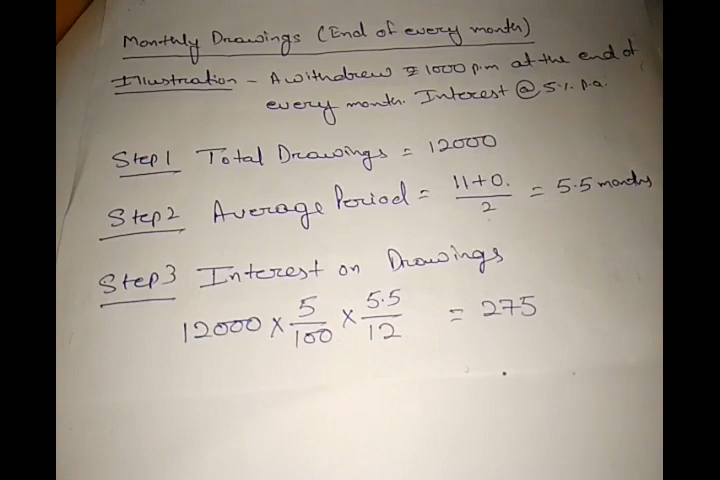 Monthly Drawings (End of every month)
Illustration - A withdrew ₹ 1000 p.m at the end of
every month. Interest @ 5% p.a.
Step 1 Total Drawings = 12000
Step 2 Average Period = 11+0/2 = 5.5 months
Step 3 Interest on Drawings
12000 × 5/100 × 5.5/12 = 275